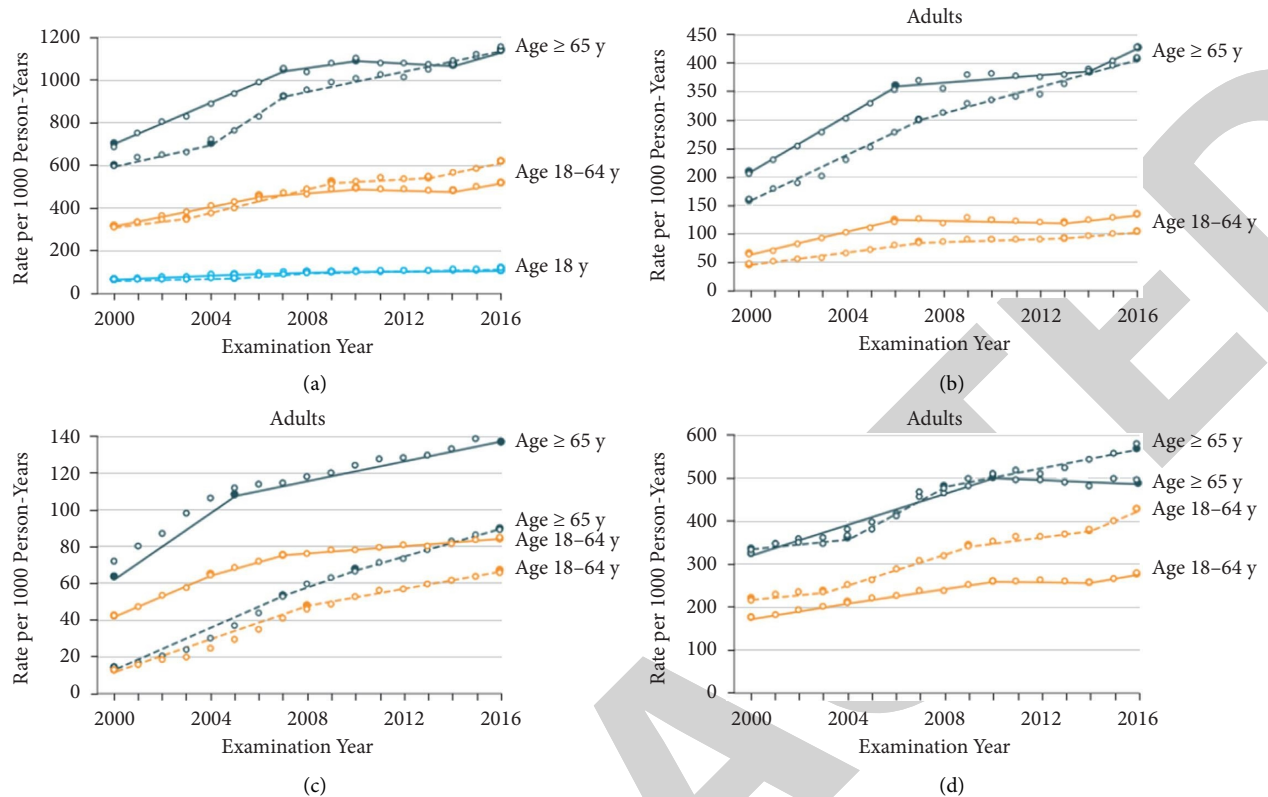 1200
1000
800
600
400
200
0
Rate per 1000 Person-Years
Age ≥ 65 y
Age 18–64 y
Age 18 y
2000 2004 2008 2012 2016
Examination Year
(a)
Adults
450
400
350
300
250
200
150
100
50
0
Rate per 1000 Person-Years
Age ≥ 65 y
Age 18–64 y
2000 2004 2008 2012 2016
Examination Year
(b)
Adults
140
120
100
80
60
40
20
0
Rate per 1000 Person-Years
Age ≥ 65 y
Age ≥ 65 y
Age 18–64 y
Age 18–64 y
2000 2004 2008 2012 2016
Examination Year
(c)
Adults
600
500
400
300
200
100
0
Rate per 1000 Person-Years
Age ≥ 65 y
Age ≥ 65 y
Age 18–64 y
Age 18–64 y
2000 2004 2008 2012 2016
Examination Year
(d)